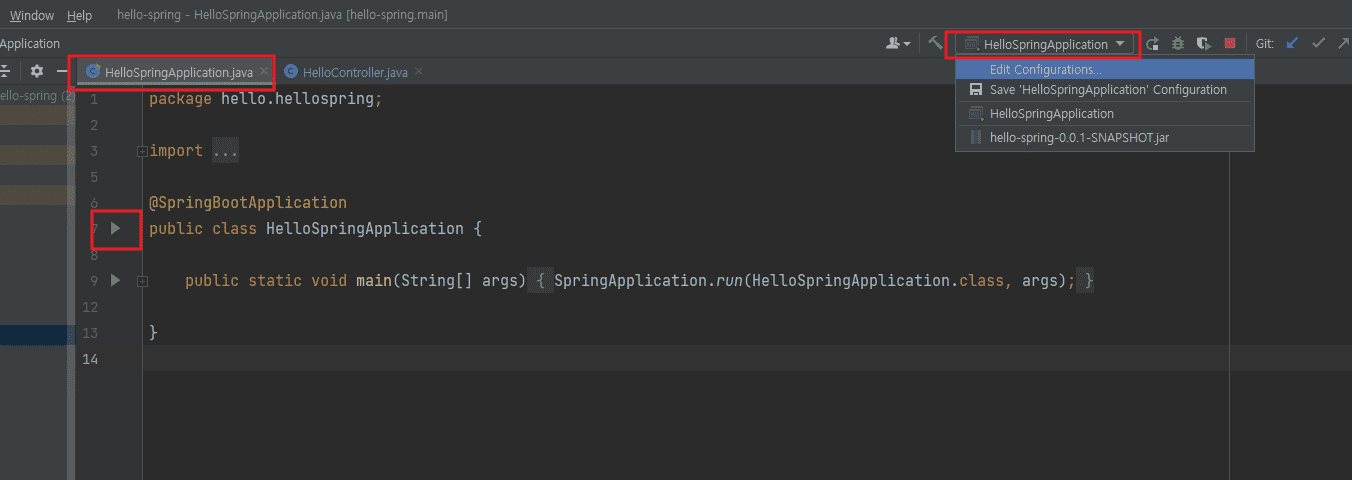 Window Help hello-spring - HelloSpringApplication.java [hello-spring.main]
Application
HelloSpringApplication
Git:
HelloSpringApplication.java
HelloController.java
Edit Configurations...
Save 'HelloSpringApplication' Configuration
HelloSpringApplication
hello-spring-0.0.1-SNAPSHOT.jar
ello-spring (2)
1 package hello.hellospring;
2
3 import ...
5
6 @SpringBootApplication
7 public class HelloSpringApplication {
8
9 public static void main(String[] args) { SpringApplication.run(HelloSpringApplication.class, args); }
12
13 }
14